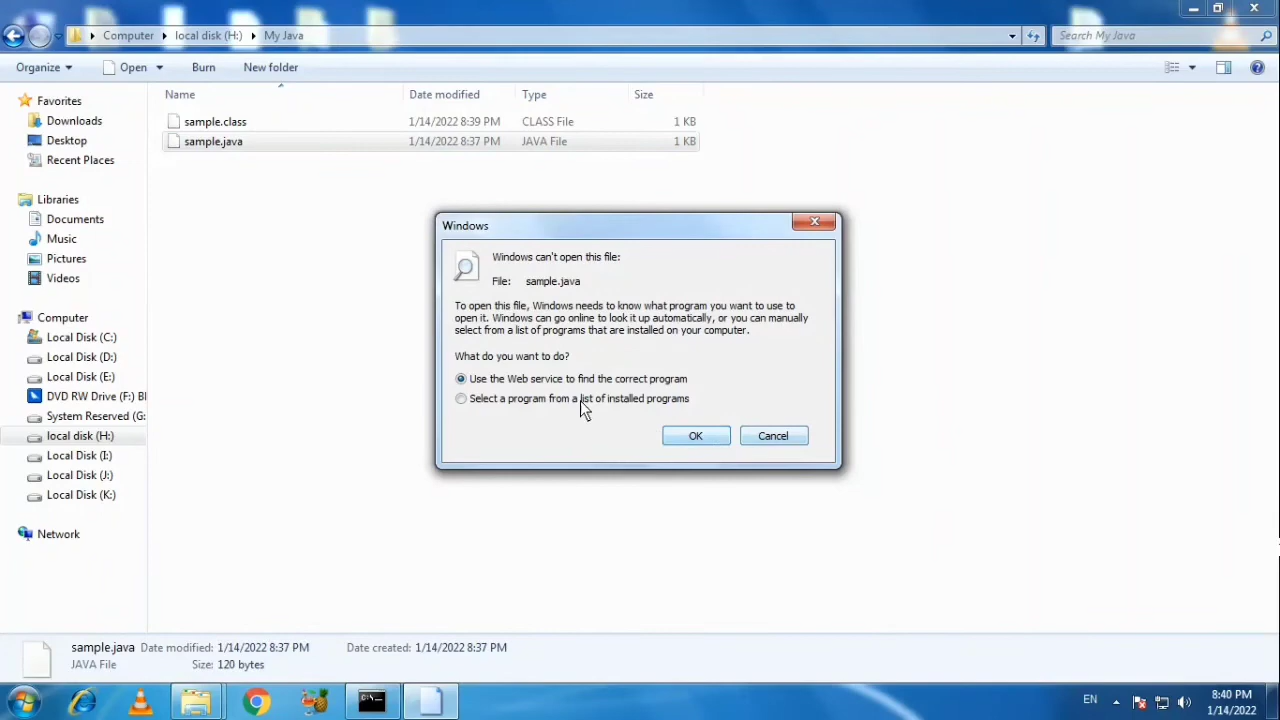 Computer local disk (H:) My Java
Search My Java
Organize Open Burn New folder
Name Date modified Type Size
sample.class 1/14/2022 8:39 PM CLASS File 1 KB
sample.java 1/14/2022 8:37 PM JAVA File 1 KB
Favorites
Downloads
Desktop
Recent Places
Libraries
Documents
Music
Pictures
Videos
Computer
Local Disk (C:)
Local Disk (D:)
Local Disk (E:)
DVD RW Drive (F:) Bl
System Reserved (G:
local disk (H:)
Local Disk (I:)
Local Disk (J:)
Local Disk (K:)
Network
Windows
Windows can't open this file:
File: sample.java
To open this file, Windows needs to know what program you want to use to
open it. Windows can go online to look it up automatically, or you can manually
select from a list of programs that are installed on your computer.
What do you want to do?
Use the Web service to find the correct program
Select a program from a list of installed programs
OK Cancel
sample.java Date modified: 1/14/2022 8:37 PM Date created: 1/14/2022 8:37 PM
JAVA File Size: 120 bytes
EN
8:40 PM
1/14/2022